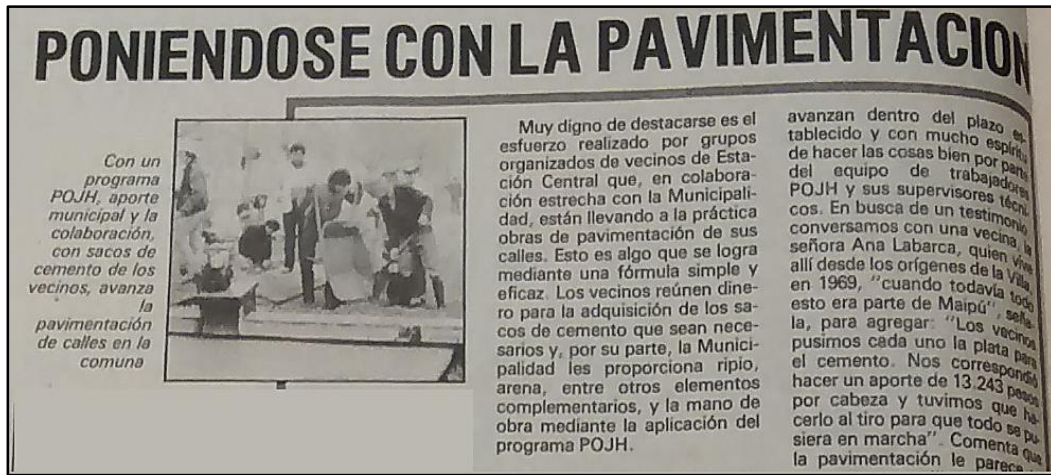 PONIENDOSE CON LA PAVIMENTACION
Con un
programa
POJH, aporte
municipal y la
colaboración,
con sacos de
cemento de los
vecinos, avanza
la
pavimentación
de calles en la
comuna
Muy digno de destacarse es el
esfuerzo realizado por grupos
organizados de vecinos de Esta-
ción Central que, en colabora-
ción estrecha con la Municipali-
dad, están llevando a la práctica
obras de pavimentación de sus
calles. Esto es algo que se logra
mediante una fórmula simple y
eficaz. Los vecinos reúnen dine-
ro para la adquisición de los sa-
cos de cemento que sean nece-
sarios y, por su parte, la Munici-
palidad les proporciona ripio,
arena, entre otros elementos
complementarios, y la mano de
obra mediante la aplicación del
programa POJH.
avanzan dentro del plazo es-
tablecido y con mucho espíritu
de hacer las cosas bien por parte
del equipo de trabajadores
POJH y sus supervisores técni-
cos. En busca de un testimonio
conversamos con una vecina, la
señora Ana Labarca, quien vive
allí desde los orígenes de la Villa,
en 1969, "cuando todavía todo
esto era parte de Maipú", seña-
la, para agregar: "Los vecinos
pusimos cada uno la plata para
el cemento. Nos correspondió
hacer un aporte de 13.243 pesos
por cabeza y tuvimos que ha-
cerlo al tiro para que todo se pu-
siera en marcha". Comenta que
la pavimentación le parece